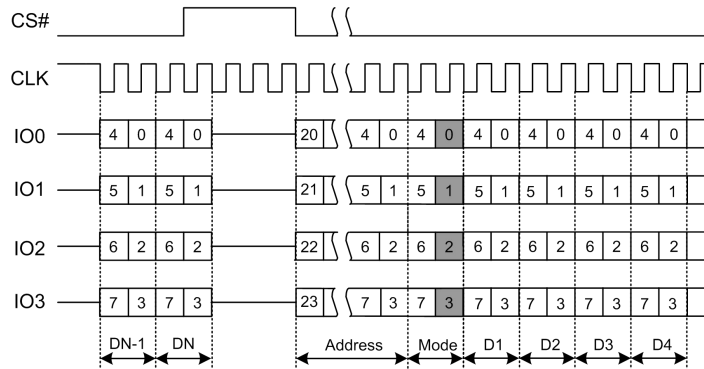 CS#
CLK
IO0 4 0 4 0 20 4 0 4 0 4 0 4 0 4 0 4 0
IO1 5 1 5 1 21 5 1 5 1 5 1 5 1 5 1 5 1
IO2 6 2 6 2 22 6 2 6 2 6 2 6 2 6 2 6 2
IO3 7 3 7 3 23 7 3 7 3 7 3 7 3 7 3 7 3
DN-1 DN Address Mode D1 D2 D3 D4